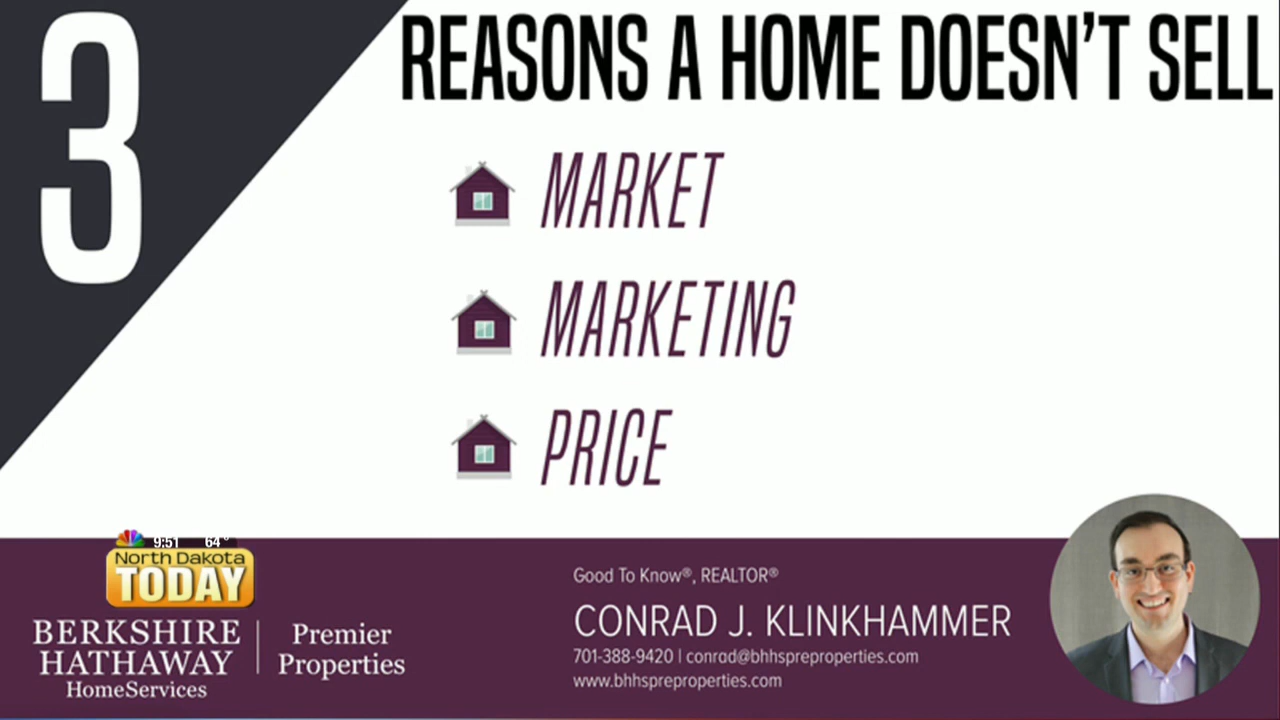 3
REASONS A HOME DOESN'T SELL
MARKET
MARKETING
PRICE
9:51 64°
North Dakota
TODAY
BERKSHIRE
HATHAWAY
HomeServices
Premier
Properties
Good To Know®, REALTOR®
CONRAD J. KLINKHAMMER
701-388-9420 | conrad@bhhspreproperties.com
www.bhhspreproperties.com